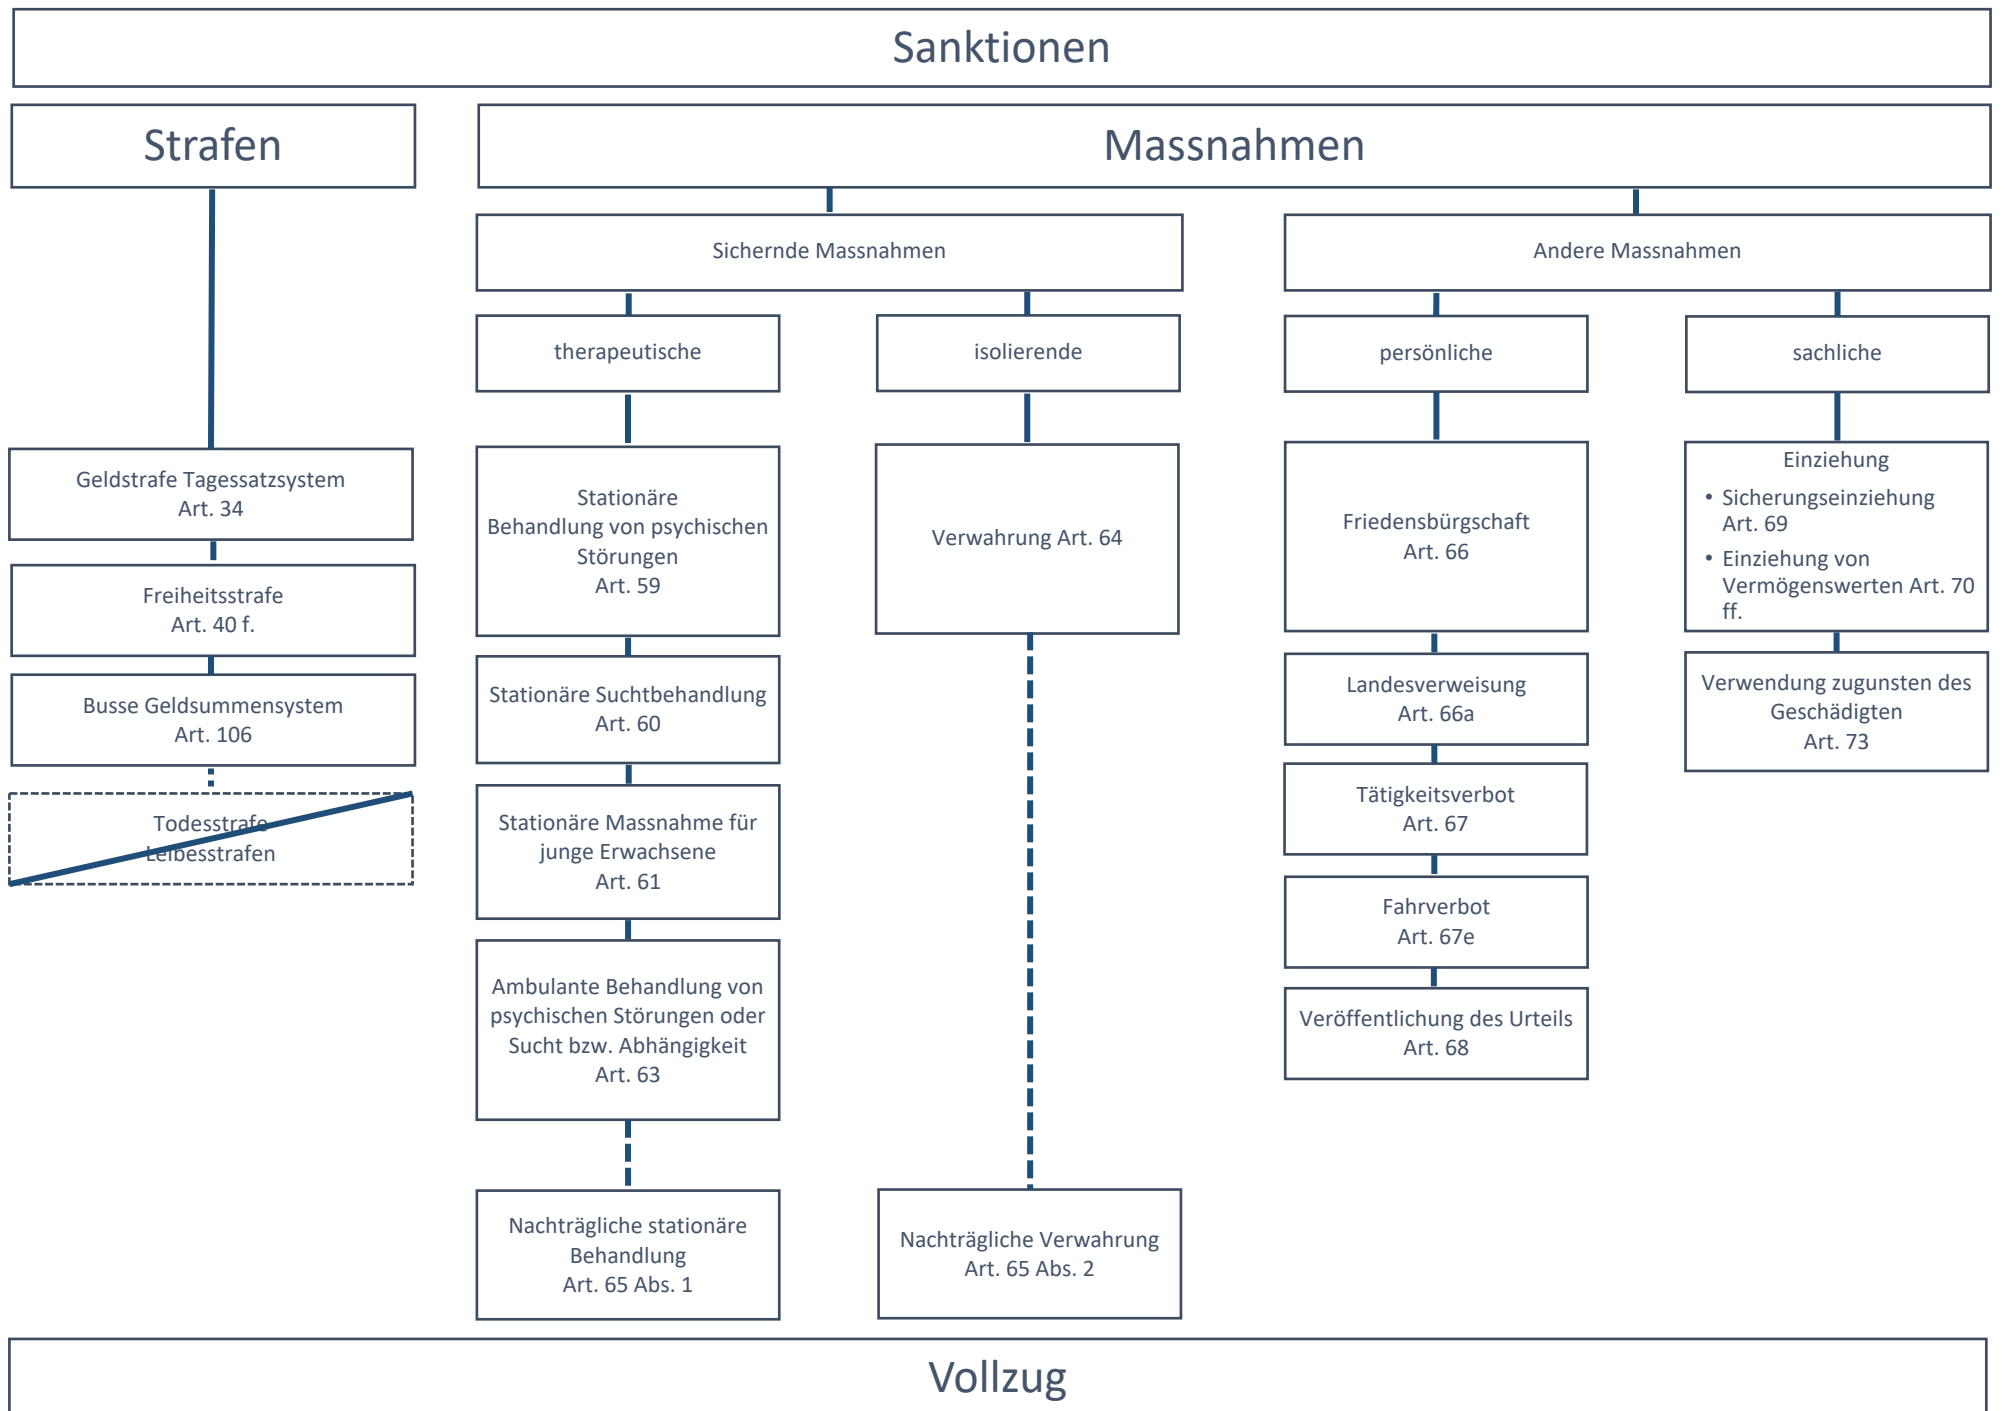 Sanktionen
Strafen
Massnahmen
Sichernde Massnahmen
Andere Massnahmen
therapeutische
isolierende
persönliche
sachliche
Geldstrafe Tagessatzsystem
Art. 34
Freiheitsstrafe
Art. 40 f.
Busse Geldsummensystem
Art. 106
Todesstrafe
Leibesstrafen
Stationäre
Behandlung von psychischen
Störungen
Art. 59
Stationäre Suchtbehandlung
Art. 60
Stationäre Massnahme für
junge Erwachsene
Art. 61
Ambulante Behandlung von
psychischen Störungen oder
Sucht bzw. Abhängigkeit
Art. 63
Nachträgliche stationäre
Behandlung
Art. 65 Abs. 1
Verwahrung Art. 64
Nachträgliche Verwahrung
Art. 65 Abs. 2
Friedensbürgschaft
Art. 66
Landesverweisung
Art. 66a
Tätigkeitsverbot
Art. 67
Fahrverbot
Art. 67e
Veröffentlichung des Urteils
Art. 68
Einziehung
• Sicherungseinziehung
Art. 69
• Einziehung von
Vermögenswerten Art. 70
ff.
Verwendung zugunsten des
Geschädigten
Art. 73
Vollzug